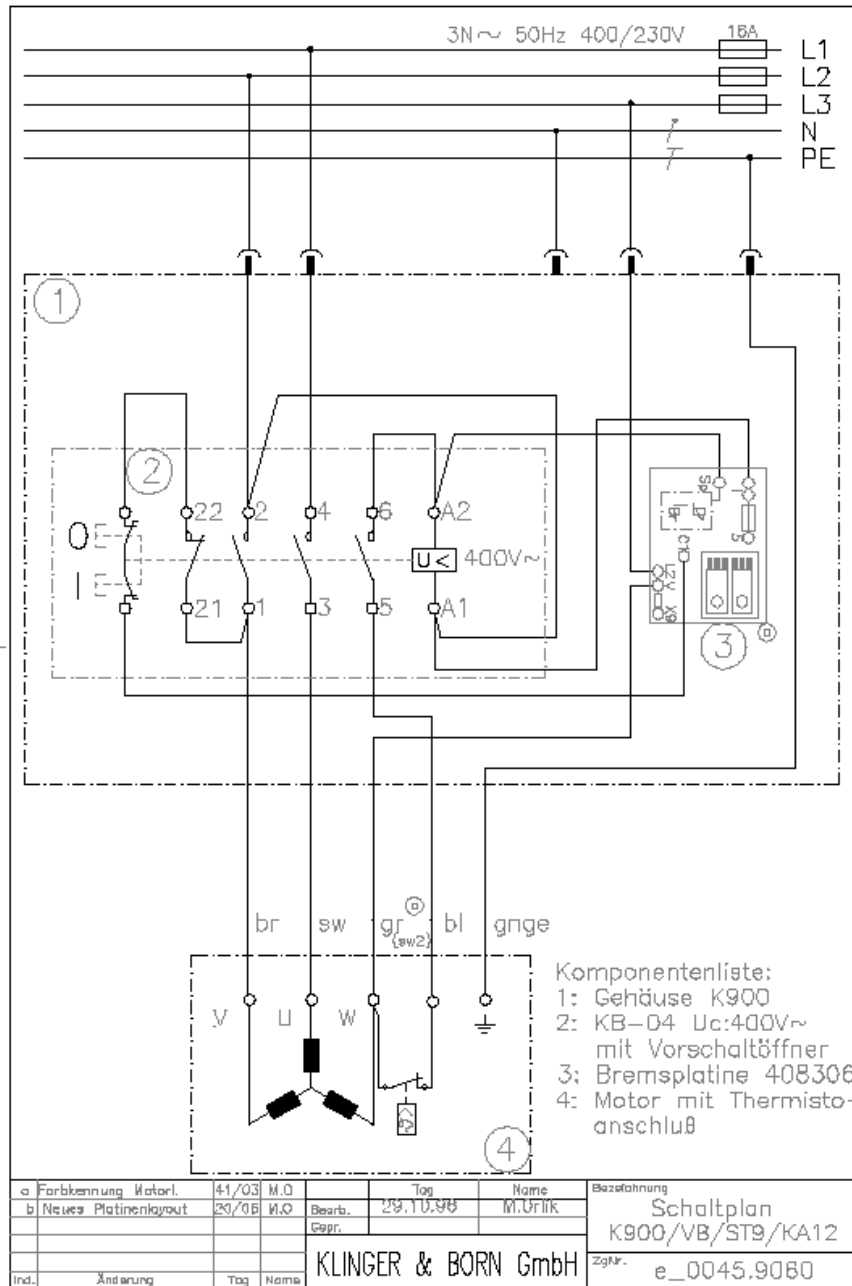 3N~ 50Hz 400/230V
16A
L1
L2
L3
N
PE
1
2
22
2
4
6
A2
0
U<
400V~
I
21
1
3
5
A1
3
br
sw
gr
bl
gnge
(sw2)
V
U
W
4
Komponentenliste:
1: Gehäuse K900
2: KB-04 Uc:400V~
mit Vorschaltöffner
3: Bremsplatine 408306
4: Motor mit Thermisto-
anschluß
a Farbkennung Motorl. 41/03 M.O
b Neues Platinenlayout 20/06 M.O
Tag Name
Bearb. 29.10.96 M.Urlik
Gepr.
Ind. Änderung Tag Name
KLINGER & BORN GmbH
Bezeichnung
Schaltplan
K900/VB/ST9/KA12
ZgNr. e_0045.9060